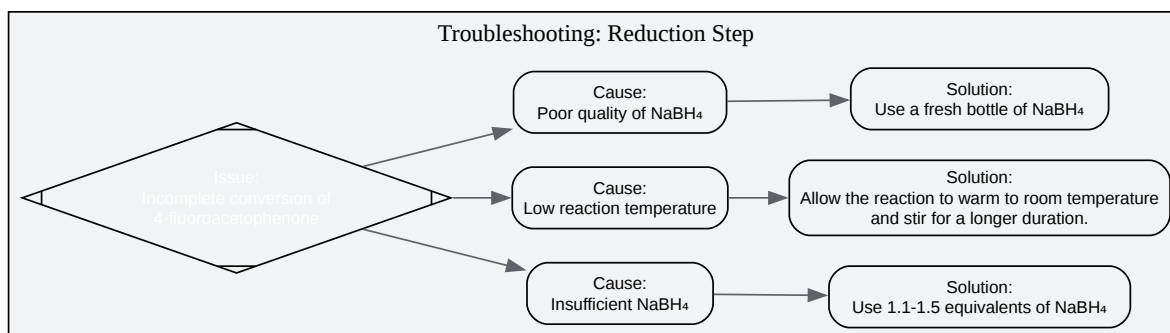 Troubleshooting: Reduction Step
Issue:
Incomplete conversion of
4-fluoroacetophenone
Cause:
Poor quality of NaBH₄
Solution:
Use a fresh bottle of NaBH₄
Cause:
Low reaction temperature
Solution:
Allow the reaction to warm to room temperature
and stir for a longer duration.
Cause:
Insufficient NaBH₄
Solution:
Use 1.1-1.5 equivalents of NaBH₄